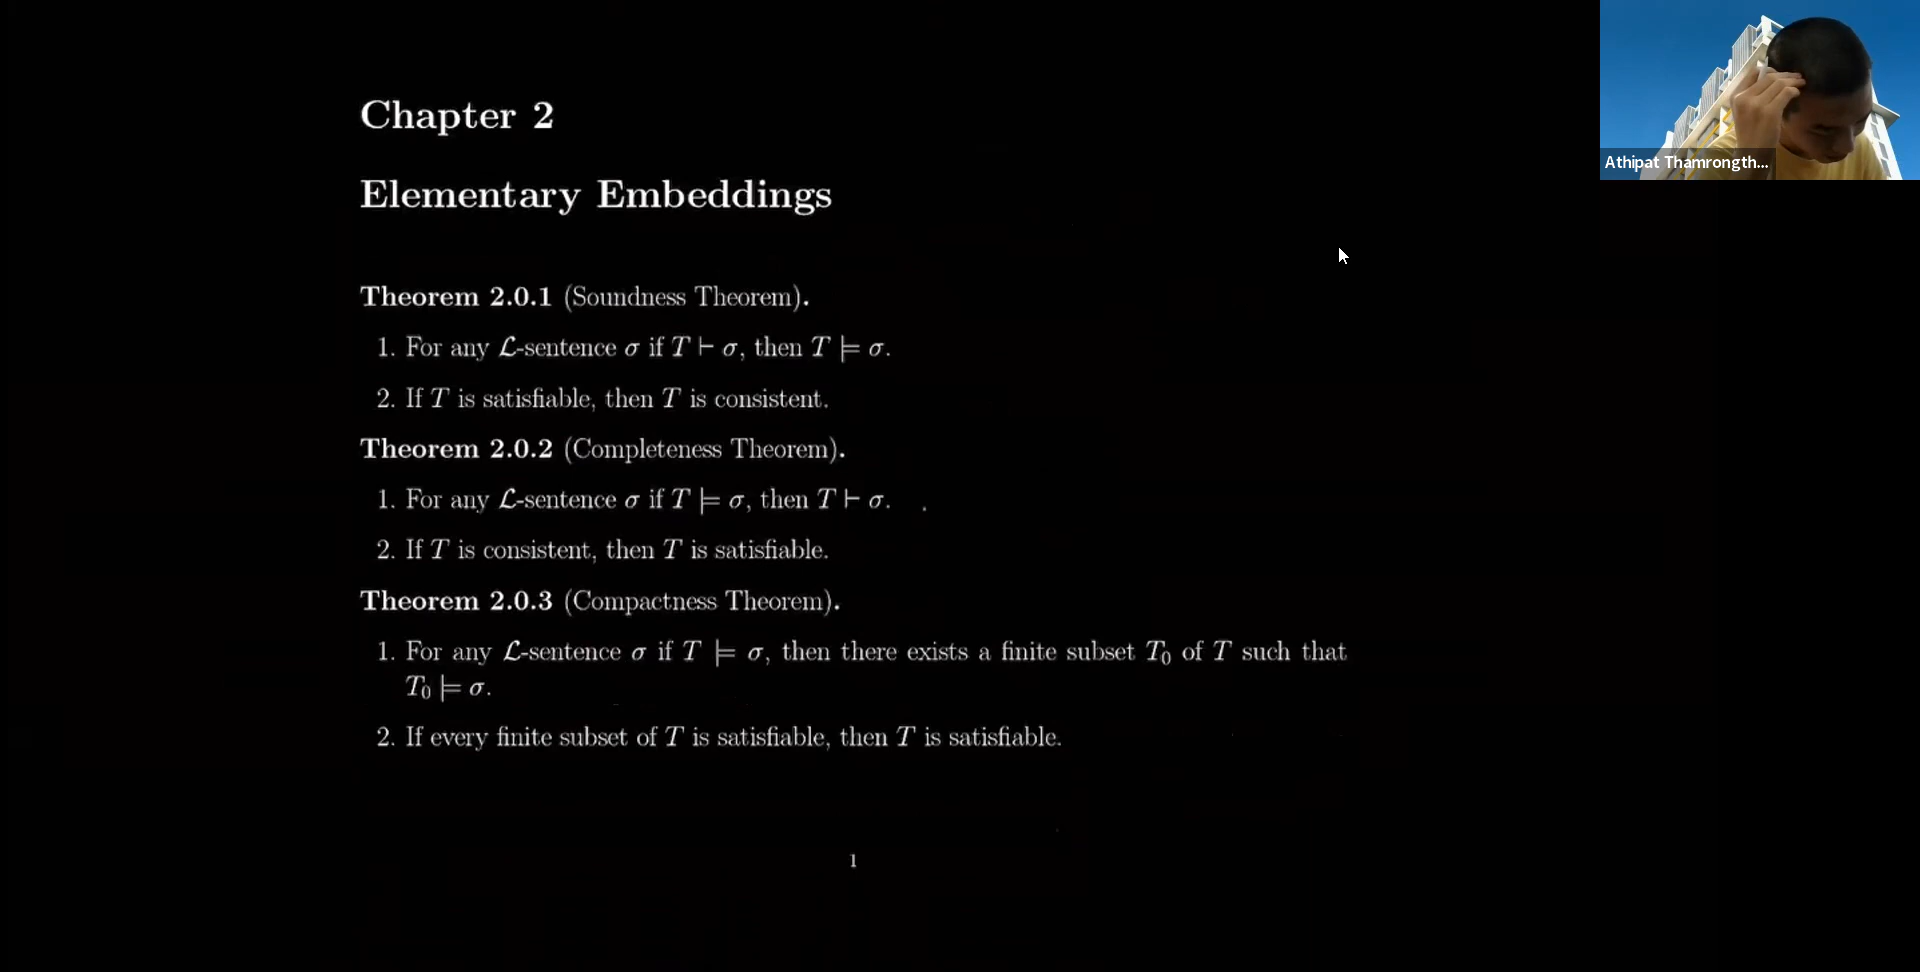 Chapter 2
Elementary Embeddings
Theorem 2.0.1 (Soundness Theorem).
1. For any ℒ-sentence σ if T ⊢ σ, then T ⊨ σ.
2. If T is satisfiable, then T is consistent.
Theorem 2.0.2 (Completeness Theorem).
1. For any ℒ-sentence σ if T ⊨ σ, then T ⊢ σ.
2. If T is consistent, then T is satisfiable.
Theorem 2.0.3 (Compactness Theorem).
1. For any ℒ-sentence σ if T ⊨ σ, then there exists a finite subset T₀ of T such that
T₀ ⊨ σ.
2. If every finite subset of T is satisfiable, then T is satisfiable.
1
Athipat Thamrongth...